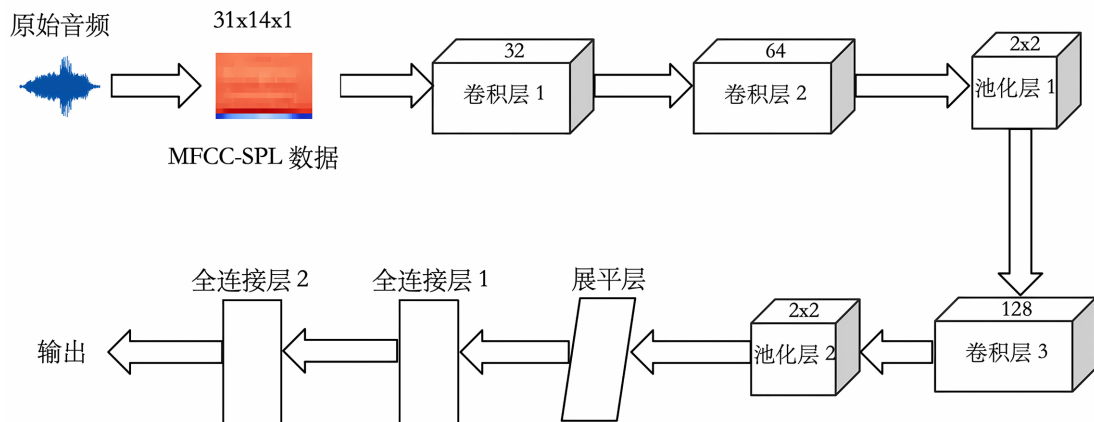 原始音频
31x14x1
MFCC-SPL 数据
32
卷积层 1
64
卷积层 2
2x2
池化层 1
128
卷积层 3
2x2
池化层 2
展平层
全连接层 1
全连接层 2
输出